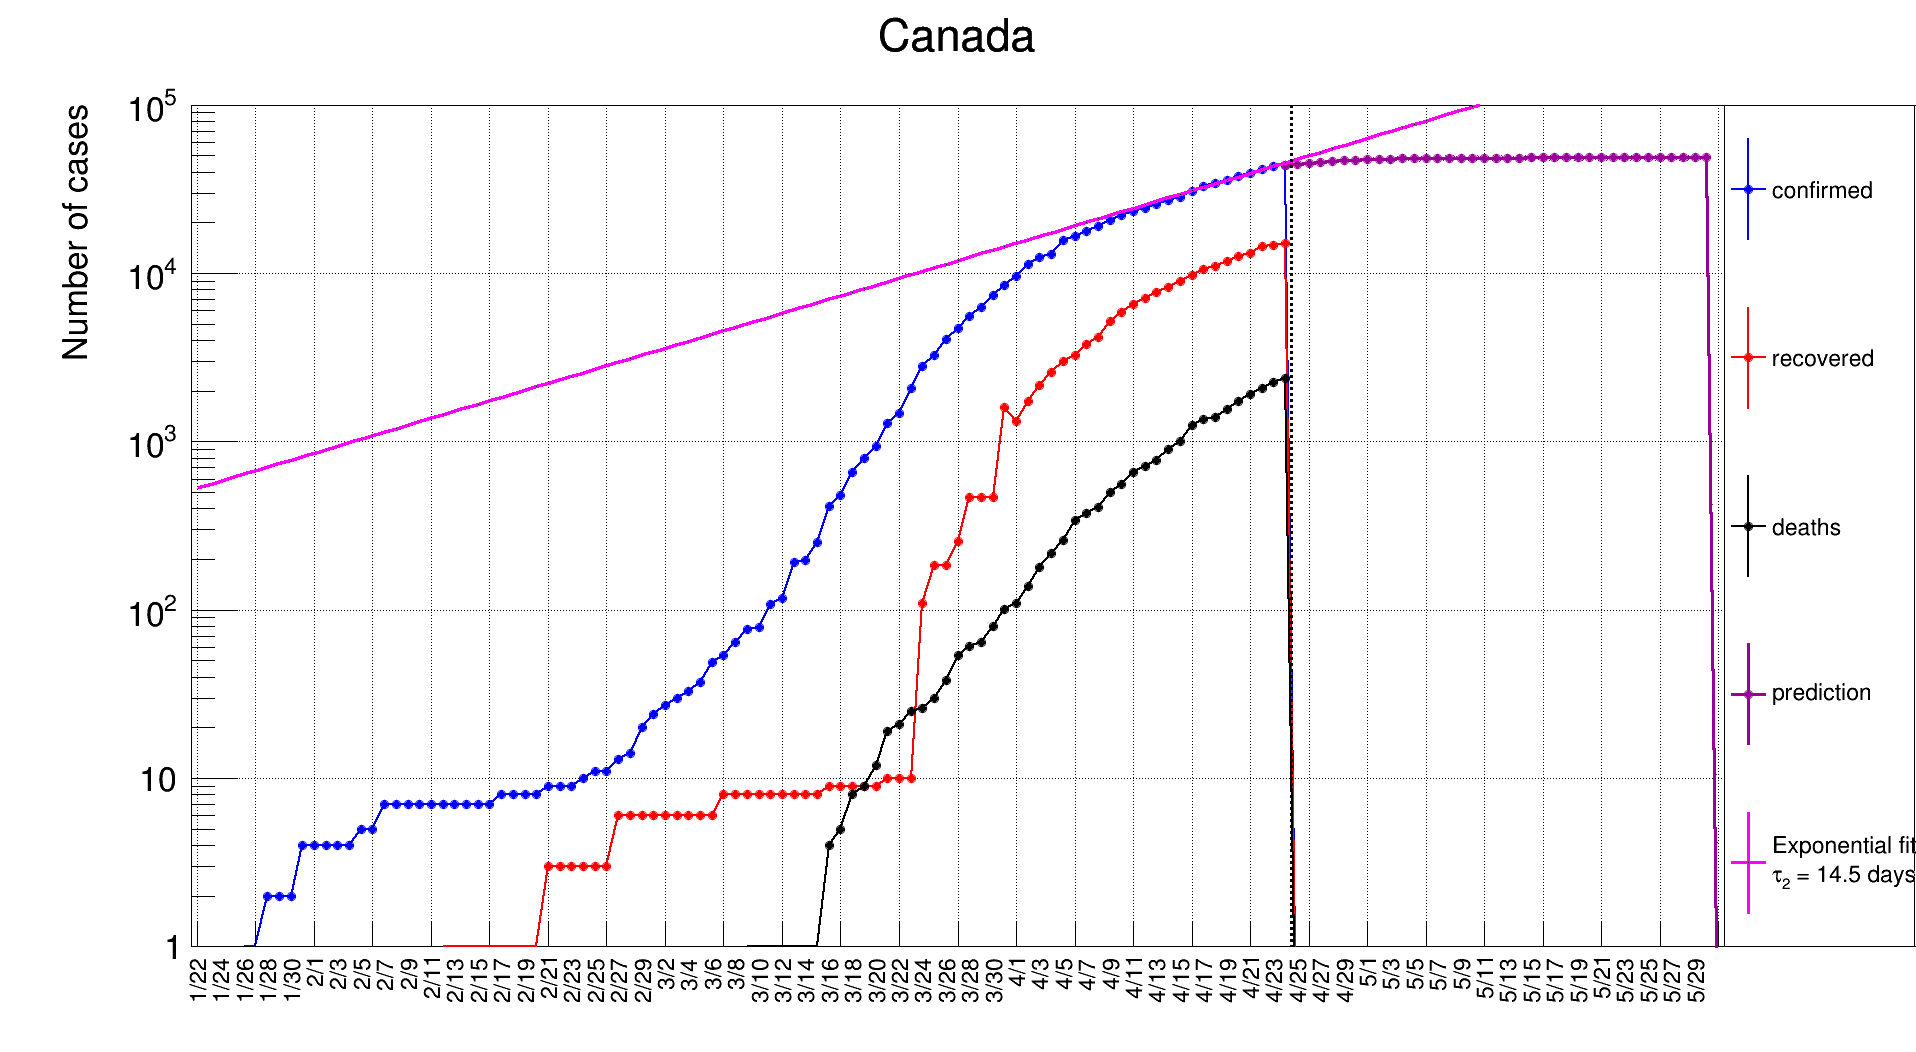 Canada
Number of cases
10^5
10^4
10^3
10^2
10
1
1/22 1/24 1/26 1/28 1/30 2/1 2/3 2/5 2/7 2/9 2/11 2/13 2/15 2/17 2/19 2/21 2/23 2/25 2/27 2/29 3/2 3/4 3/6 3/8 3/10 3/12 3/14 3/16 3/18 3/20 3/22 3/24 3/26 3/28 3/30 4/1 4/3 4/5 4/7 4/9 4/11 4/13 4/15 4/17 4/19 4/21 4/23 4/25 4/27 4/29 5/1 5/3 5/5 5/7 5/9 5/11 5/13 5/15 5/17 5/19 5/21 5/23 5/25 5/27 5/29
confirmed
recovered
deaths
prediction
Exponential fit
τ₂ = 14.5 days